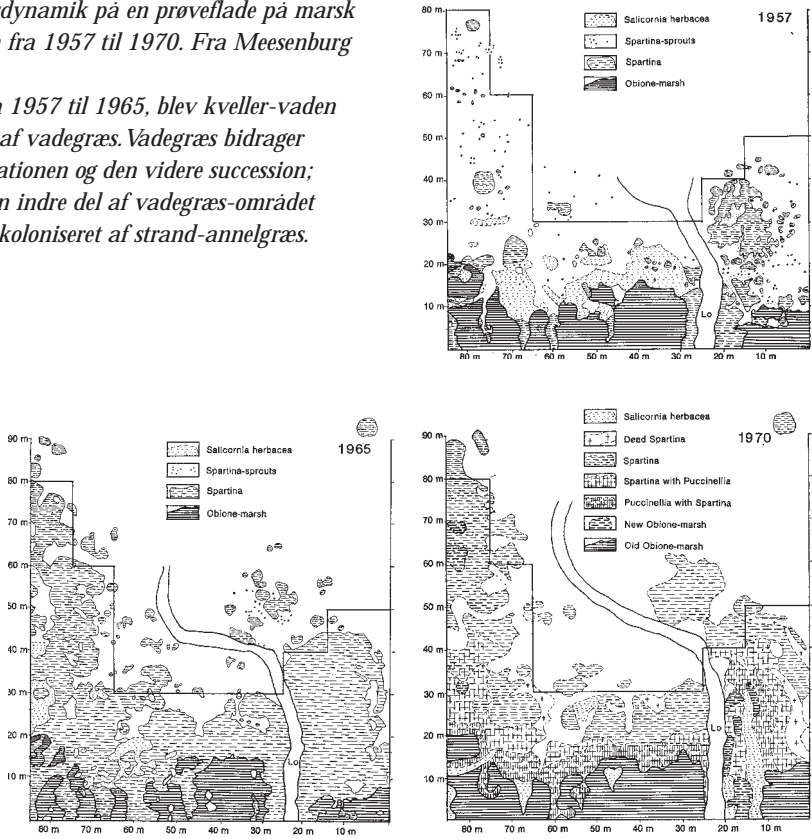 rdynamik på en prøveflade på marsk
fra 1957 til 1970. Fra Meesenburg
1957 til 1965, blev kveller-vaden
af vadegræs. Vadegræs bidrager
ationen og den videre succession;
n indre del af vadegræs-området
koloniseret af strand-annelgræs.
1957
Salicornia herbacea
Spartina-sprouts
Spartina
Obione-marsh
80 m
70 m
60 m
50 m
40 m
30 m
20 m
10 m
Lo
80 m 70 m 60 m 50 m 40 m 30 m 20 m 10 m
1965
Salicornia herbacea
Spartina-sprouts
Spartina
Obione-marsh
90 m
80 m
70 m
60 m
50 m
40 m
30 m
20 m
10 m
Lo
80 m 70 m 60 m 50 m 40 m 30 m 20 m 10 m
1970
Salicornia herbacea
Dead Spartina
Spartina
Spartina with Puccinellia
Puccinellia with Spartina
New Obione-marsh
Old Obione-marsh
90 m
80 m
70 m
60 m
50 m
40 m
30 m
20 m
10 m
Lo
80 m 70 m 60 m 50 m 40 m 30 m 20 m 10 m